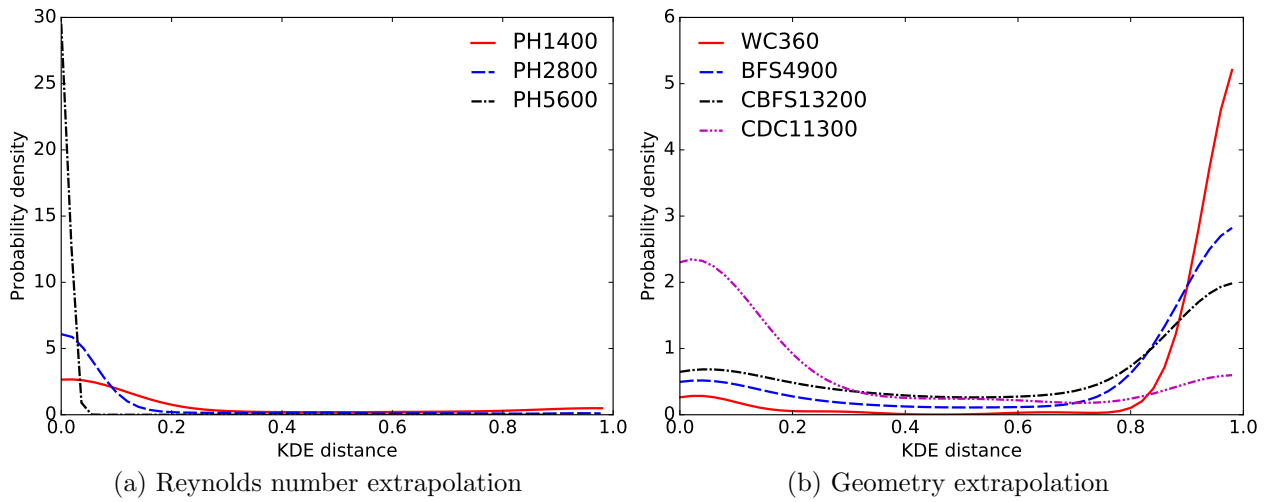 30
25
20
15
10
5
0
Probability density
0.0 0.2 0.4 0.6 0.8 1.0
KDE distance
PH1400
PH2800
PH5600
(a) Reynolds number extrapolation
6
5
4
3
2
1
0
Probability density
0.0 0.2 0.4 0.6 0.8 1.0
KDE distance
WC360
BFS4900
CBFS13200
CDC11300
(b) Geometry extrapolation